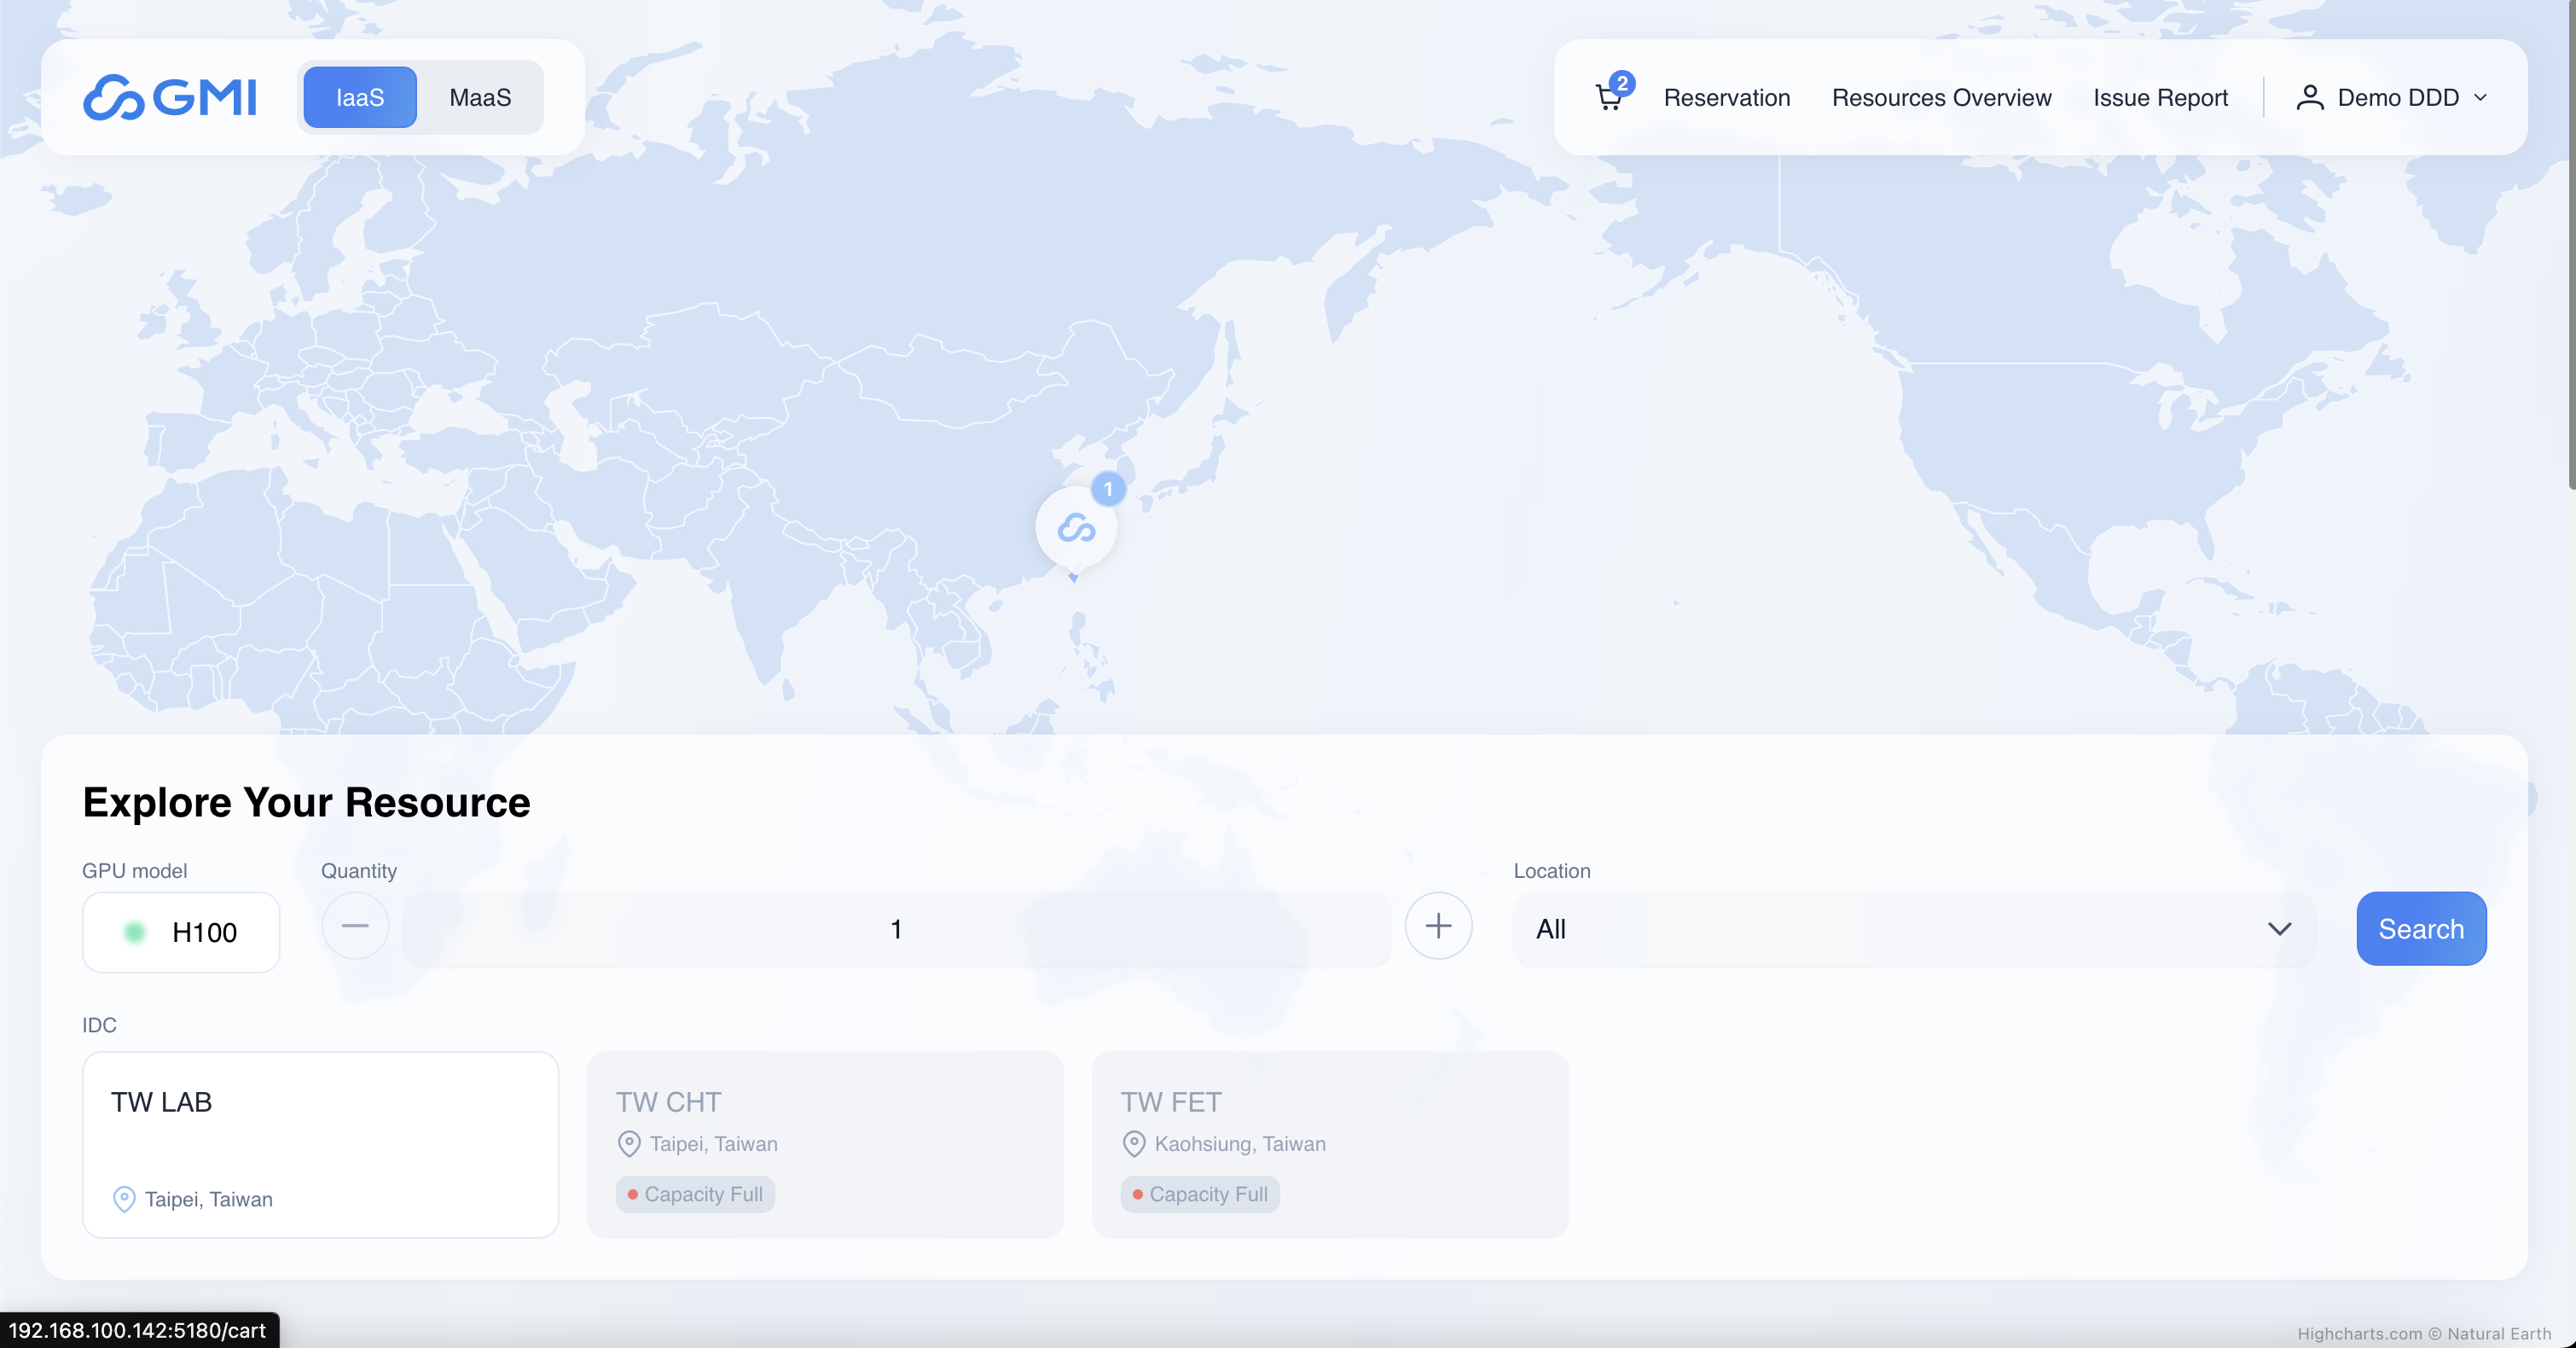 GMI
IaaS
MaaS
2
Reservation
Resources Overview
Issue Report
Demo DDD
1
Explore Your Resource
GPU model
Quantity
Location
H100
1
All
Search
IDC
TW LAB
Taipei, Taiwan
TW CHT
Taipei, Taiwan
Capacity Full
TW FET
Kaohsiung, Taiwan
Capacity Full
192.168.100.142:5180/cart
Highcharts.com © Natural Earth